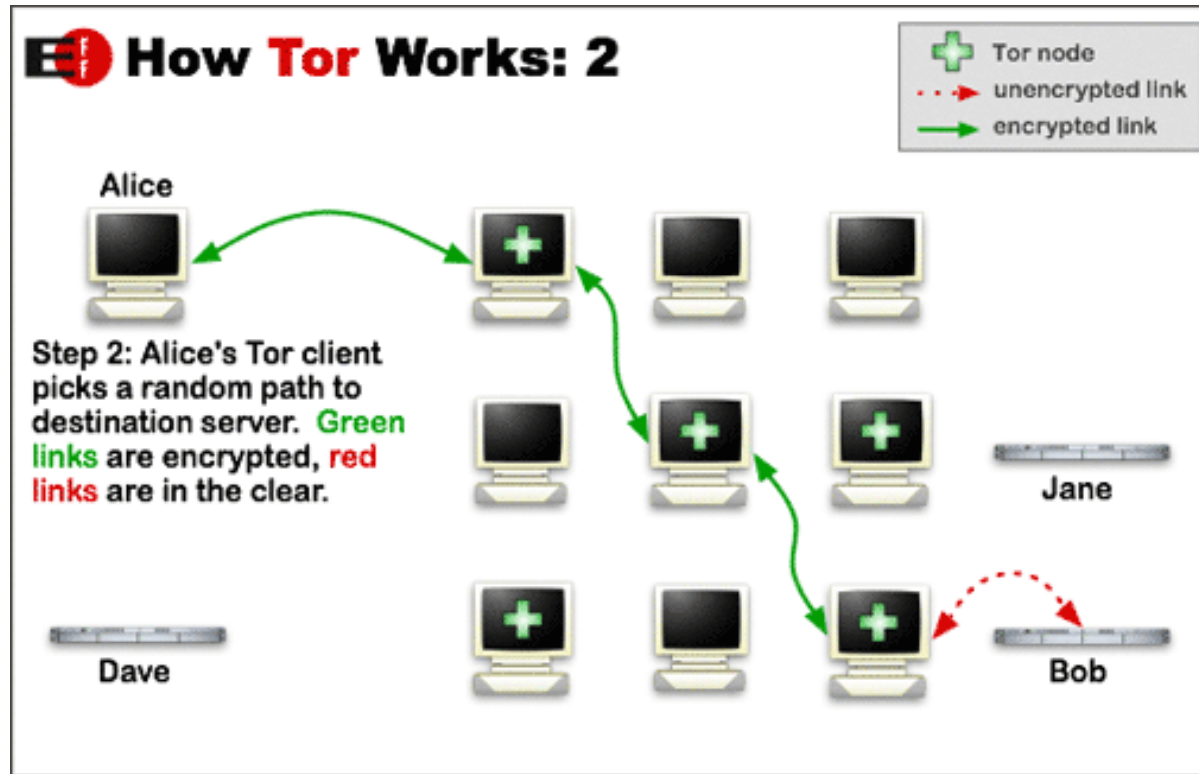 EFF How Tor Works: 2
Tor node
unencrypted link
encrypted link
Alice
Step 2: Alice's Tor client
picks a random path to
destination server. Green
links are encrypted, red
links are in the clear.
Jane
Dave
Bob